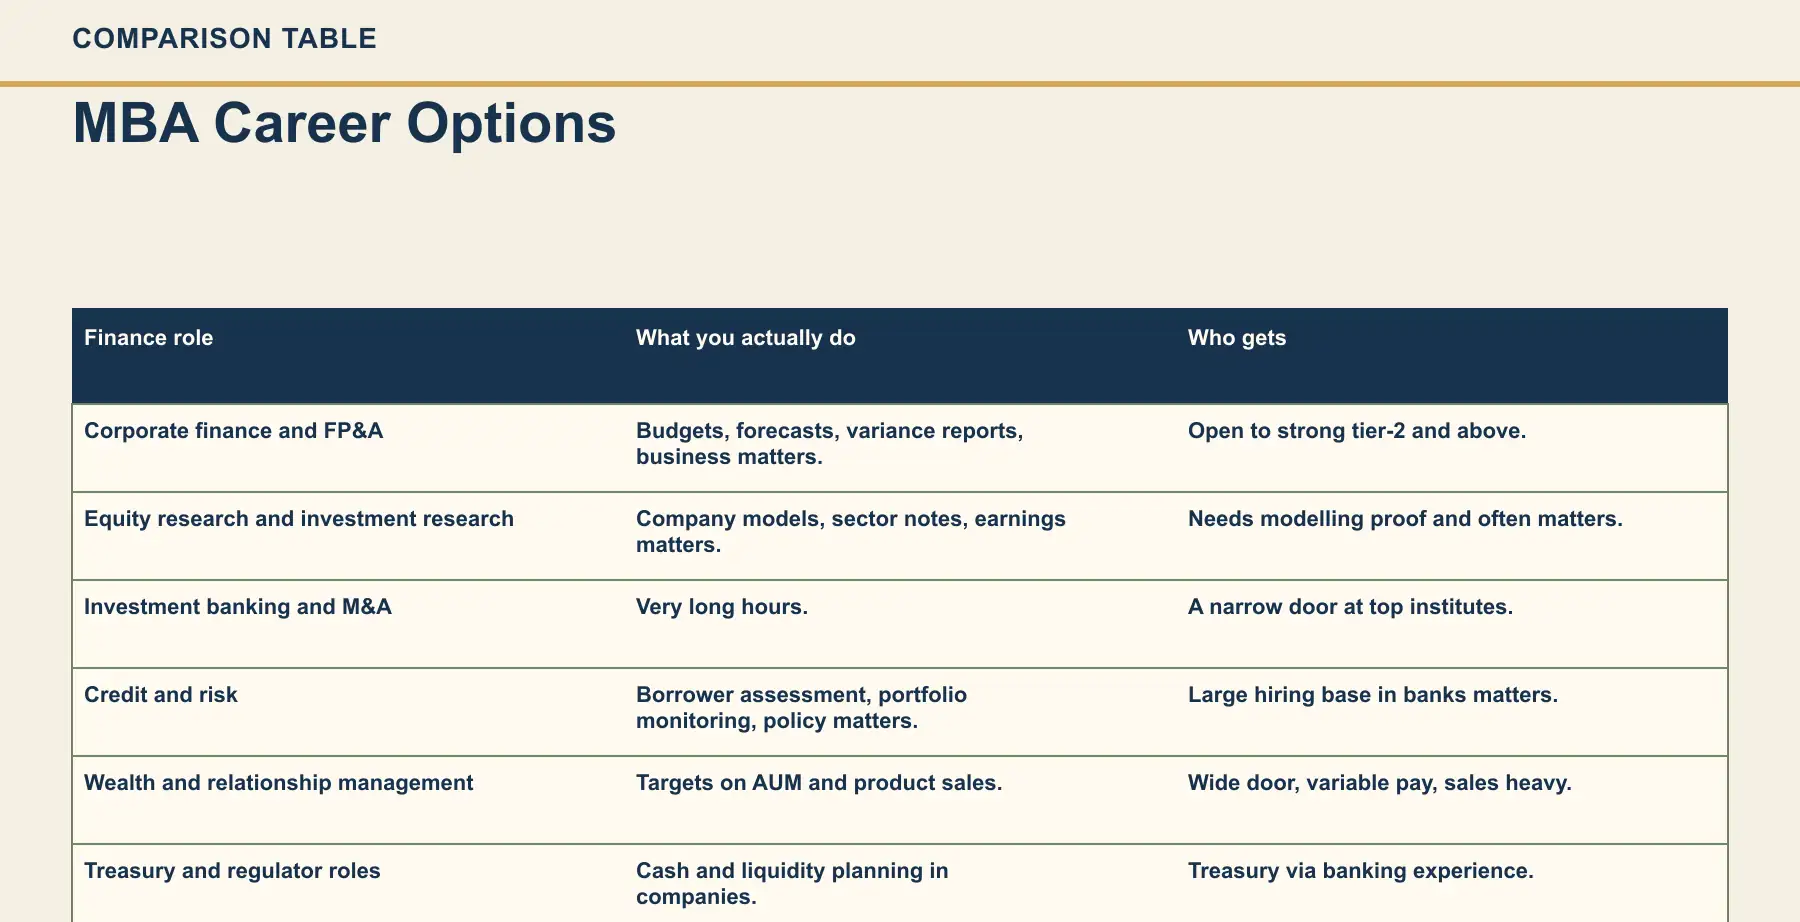 COMPARISON TABLE
MBA Career Options
Finance role
What you actually do
Who gets
Corporate finance and FP&A
Budgets, forecasts, variance reports,
business matters.
Open to strong tier-2 and above.
Equity research and investment research
Company models, sector notes, earnings
matters.
Needs modelling proof and often matters.
Investment banking and M&A
Very long hours.
A narrow door at top institutes.
Credit and risk
Borrower assessment, portfolio
monitoring, policy matters.
Large hiring base in banks matters.
Wealth and relationship management
Targets on AUM and product sales.
Wide door, variable pay, sales heavy.
Treasury and regulator roles
Cash and liquidity planning in
companies.
Treasury via banking experience.